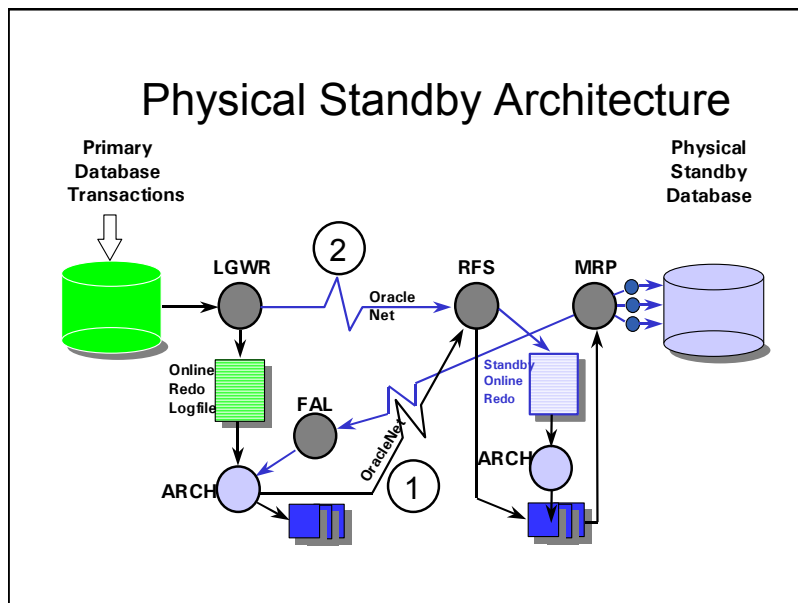 Physical Standby Architecture
Primary
Database
Transactions
Physical
Standby
Database
2
LGWR
RFS
MRP
Oracle
Net
Online
Redo
Logfile
FAL
Standby
Online
Redo
OracleNet
ARCH
1
ARCH